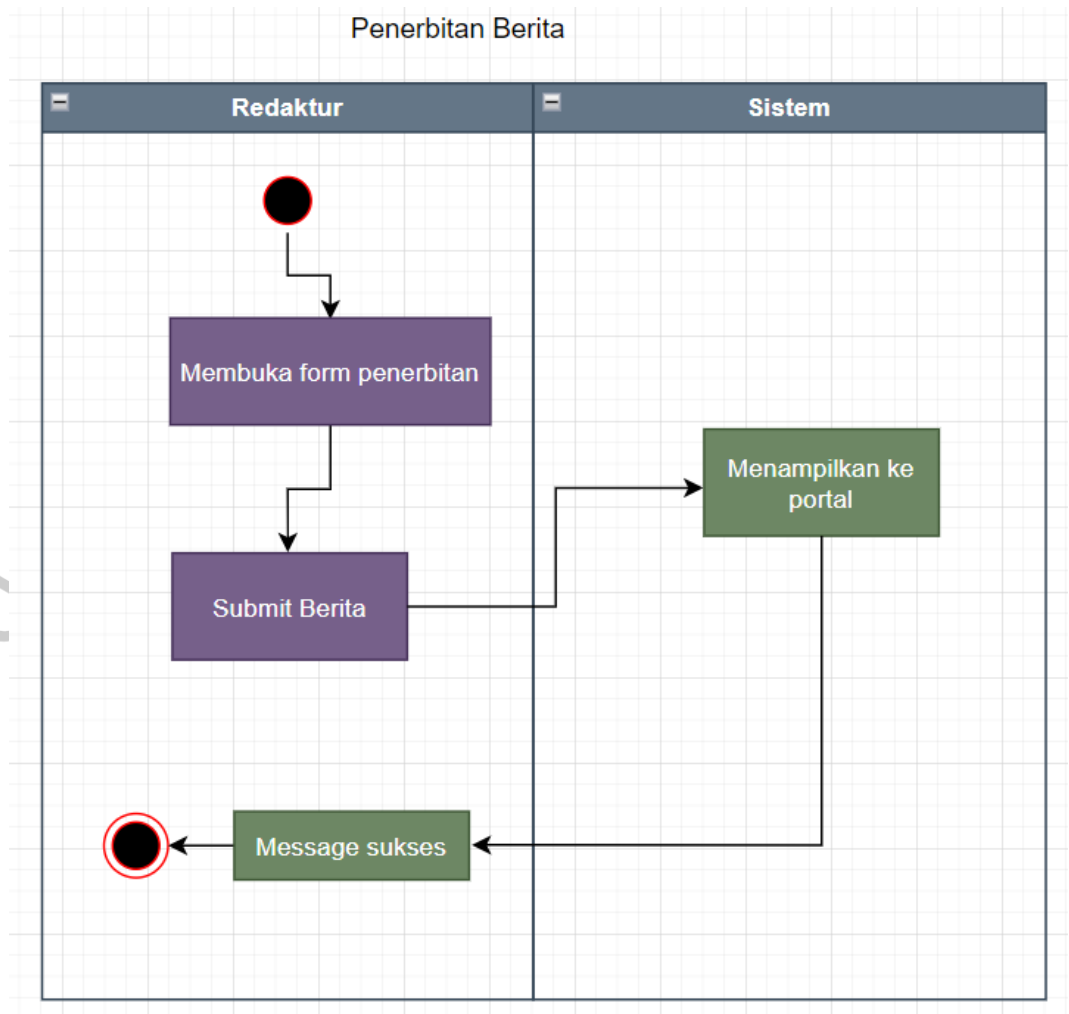 Penerbitan Berita
Redaktur
Sistem
Membuka form penerbitan
Menampilkan ke
portal
Submit Berita
Message sukses